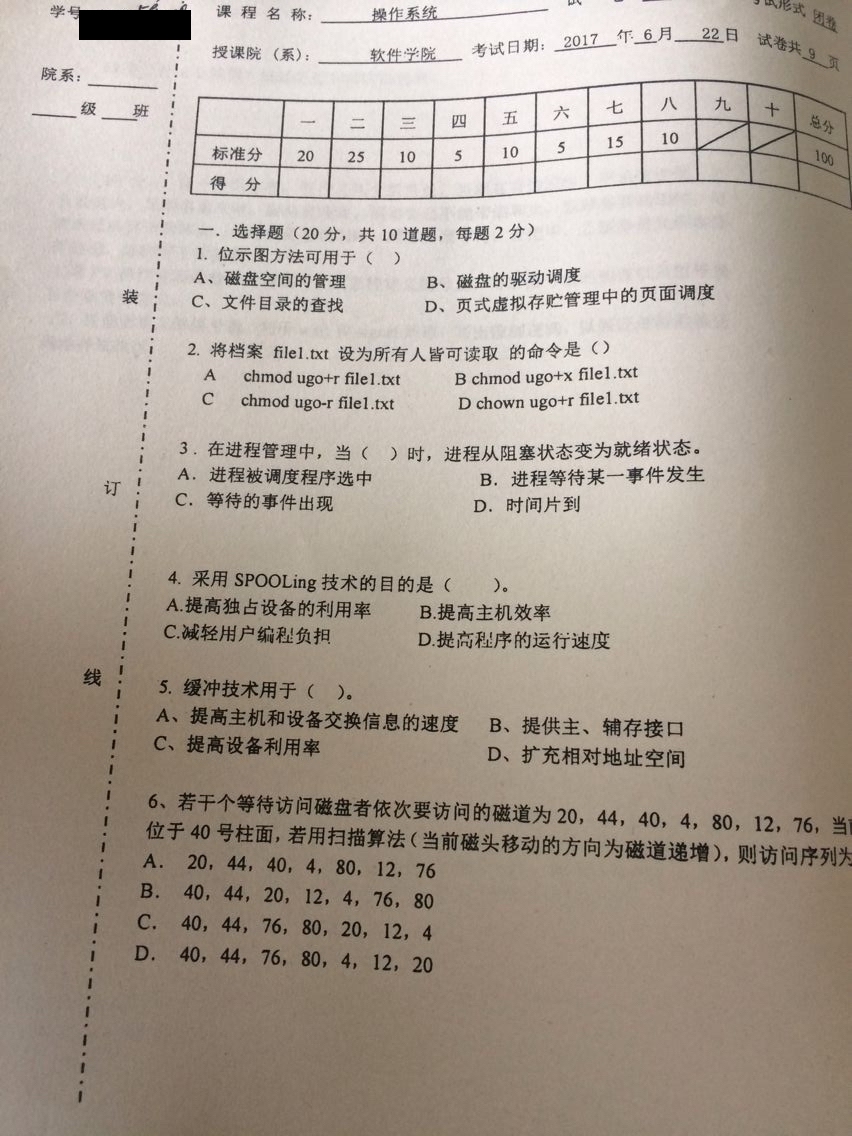 学号
课 程 名 称: 操作系统
考试形式 闭卷
授课院 (系): 软件学院 考试日期: 2017 年 6 月 22 日 试卷共 9 页
院系:
级 班
一 二 三 四 五 六 七 八 九 十 总分
标准分 20 25 10 5 10 5 15 10 100
得 分
一．选择题（20 分，共 10 道题，每题 2 分）
1. 位示图方法可用于（ ）
A、磁盘空间的管理 B、磁盘的驱动调度
C、文件目录的查找 D、页式虚拟存贮管理中的页面调度
装
2. 将档案 file1.txt 设为所有人皆可读取 的命令是（）
A chmod ugo+r file1.txt B chmod ugo+x file1.txt
C chmod ugo-r file1.txt D chown ugo+r file1.txt
3．在进程管理中，当（ ）时，进程从阻塞状态变为就绪状态。
A．进程被调度程序选中 B．进程等待某一事件发生
C．等待的事件出现 D．时间片到
订
4. 采用 SPOOLing 技术的目的是（ ）。
A.提高独占设备的利用率 B.提高主机效率
C.减轻用户编程负担 D.提高程序的运行速度
线
5. 缓冲技术用于（ ）。
A、提高主机和设备交换信息的速度 B、提供主、辅存接口
C、提高设备利用率 D、扩充相对地址空间
6、若干个等待访问磁盘者依次要访问的磁道为 20，44，40，4，80，12，76，当
位于 40 号柱面，若用扫描算法（当前磁头移动的方向为磁道递增），则访问序列为
A． 20，44，40，4，80，12，76
B． 40，44，20，12，4，76，80
C． 40，44，76，80，20，12，4
D． 40，44，76，80，4，12，20